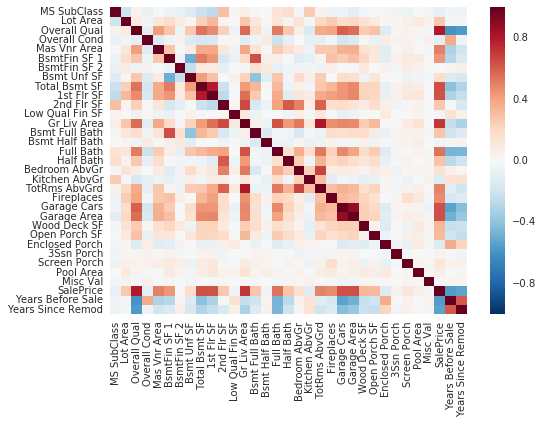 MS SubClass
Lot Area
Overall Qual
Overall Cond
Mas Vnr Area
BsmtFin SF 1
BsmtFin SF 2
Bsmt Unf SF
Total Bsmt SF
1st Flr SF
2nd Flr SF
Low Qual Fin SF
Gr Liv Area
Bsmt Full Bath
Bsmt Half Bath
Full Bath
Half Bath
Bedroom AbvGr
Kitchen AbvGr
TotRms AbvGrd
Fireplaces
Garage Cars
Garage Area
Wood Deck SF
Open Porch SF
Enclosed Porch
3Ssn Porch
Screen Porch
Pool Area
Misc Val
SalePrice
Years Before Sale
Years Since Remod
0.8
0.4
0.0
−0.4
−0.8
MS SubClass
Lot Area
Overall Qual
Overall Cond
Mas Vnr Area
BsmtFin SF 1
BsmtFin SF 2
Bsmt Unf SF
Total Bsmt SF
1st Flr SF
2nd Flr SF
Low Qual Fin SF
Gr Liv Area
Bsmt Full Bath
Bsmt Half Bath
Full Bath
Half Bath
Bedroom AbvGr
Kitchen AbvGr
TotRms AbvGrd
Fireplaces
Garage Cars
Garage Area
Wood Deck SF
Open Porch SF
Enclosed Porch
3Ssn Porch
Screen Porch
Pool Area
Misc Val
SalePrice
Years Before Sale
Years Since Remod